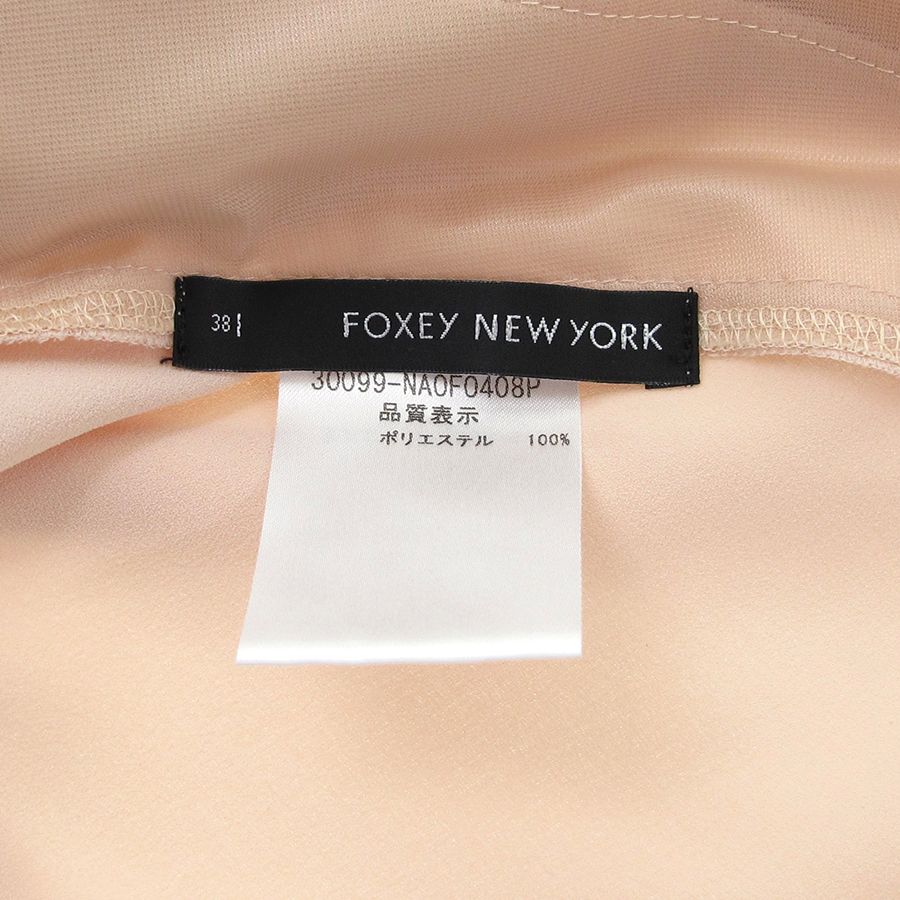 38
FOXEY NEW YORK
30099-NA0F0408P
品質表示
ポリエステル 100%